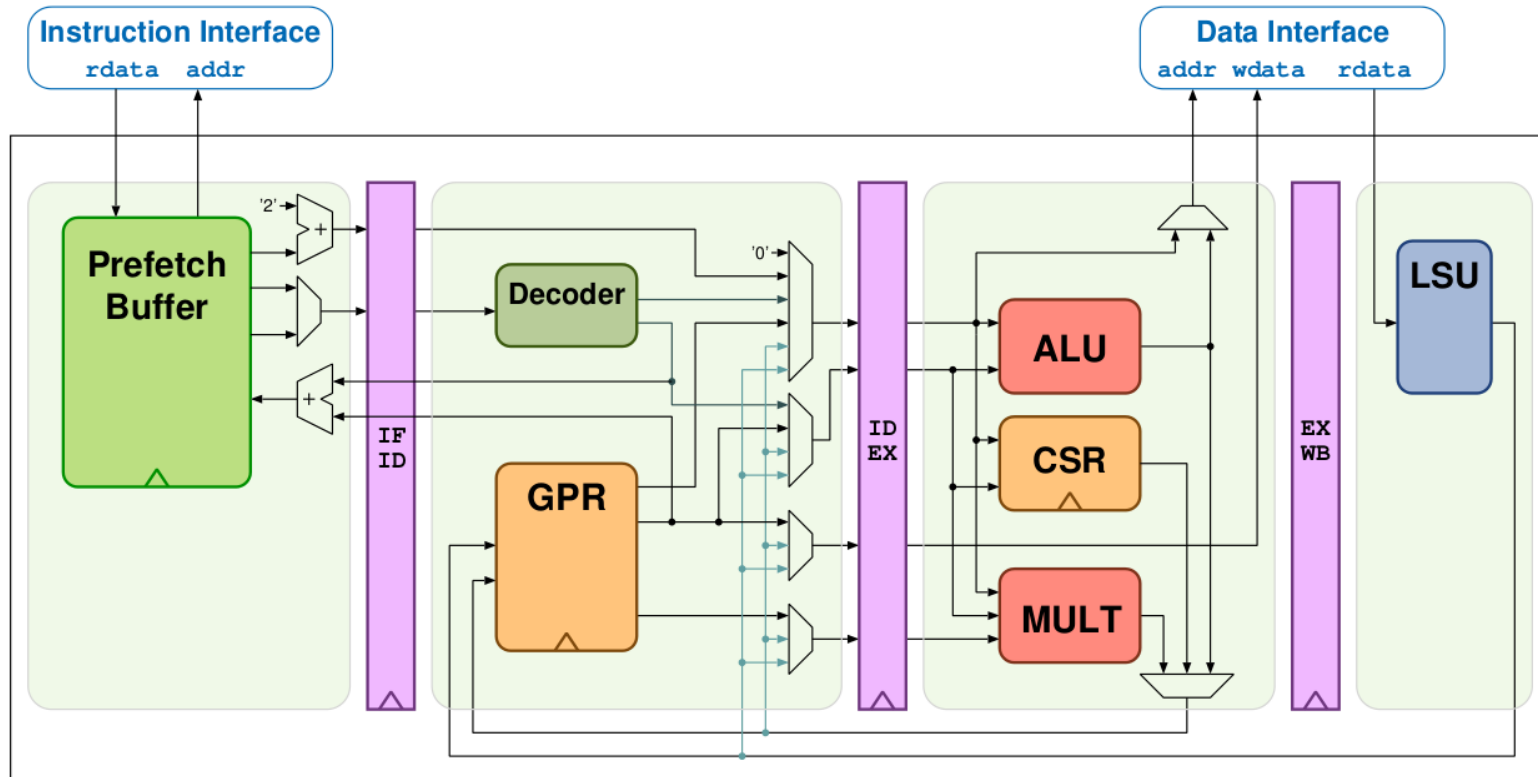 Instruction Interface
rdata addr
Data Interface
addr wdata rdata
'2'
+
Prefetch
Buffer
+
IF
ID
'0'
Decoder
GPR
ID
EX
ALU
CSR
MULT
EX
WB
LSU